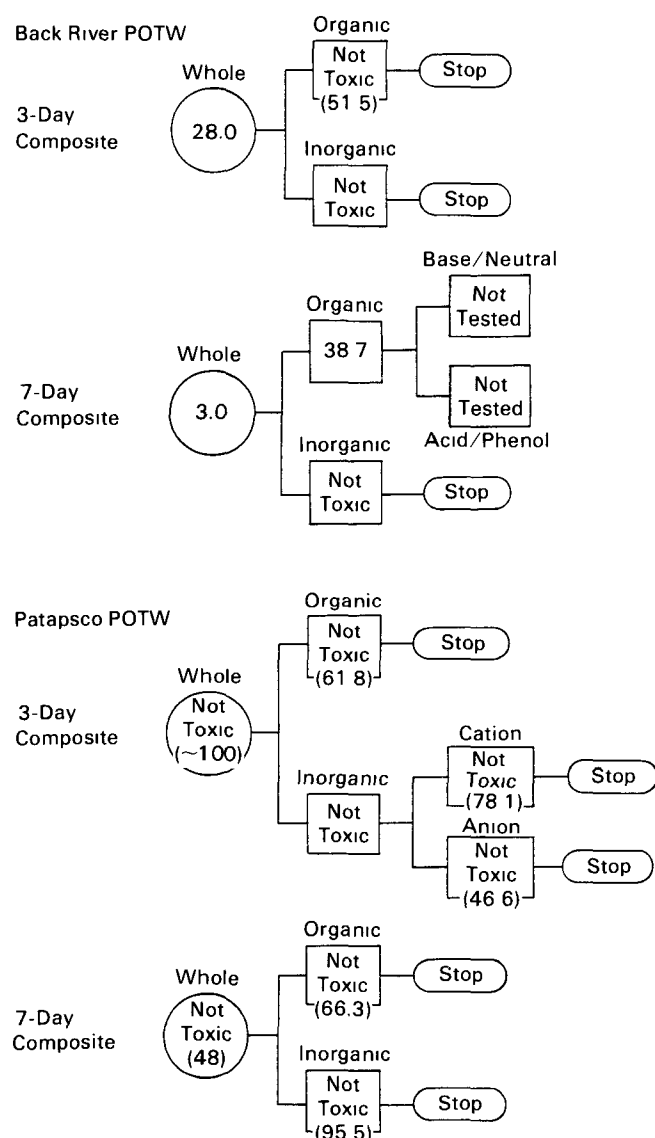 Back River POTW
Organic
Not
Toxic
(51 5)
Stop
Whole
3-Day
Composite
28.0
Inorganic
Not
Toxic
Stop
Base/Neutral
Not
Tested
Organic
38 7
Whole
7-Day
Composite
3.0
Not
Tested
Acid/Phenol
Inorganic
Not
Toxic
Stop
Patapsco POTW
Organic
Not
Toxic
(61 8)
Stop
Whole
3-Day
Composite
Not
Toxic
(~100)
Cation
Not
Toxic
(78 1)
Stop
Inorganic
Not
Toxic
Anion
Not
Toxic
(46 6)
Stop
Organic
Not
Toxic
(66.3)
Stop
Whole
7-Day
Composite
Not
Toxic
(48)
Inorganic
Not
Toxic
(95 5)
Stop